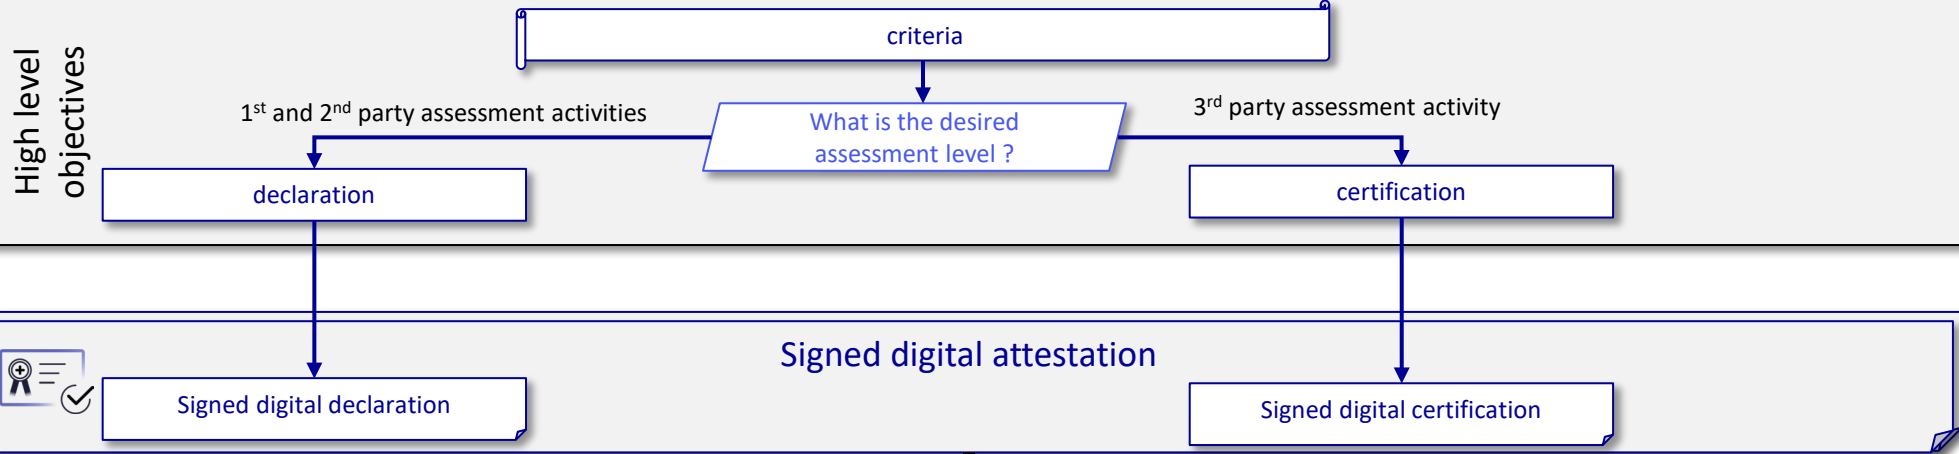 High level
objectives
criteria
1st and 2nd party assessment activities
What is the desired
assessment level ?
3rd party assessment activity
declaration
certification
Signed digital attestation
Signed digital declaration
Signed digital certification